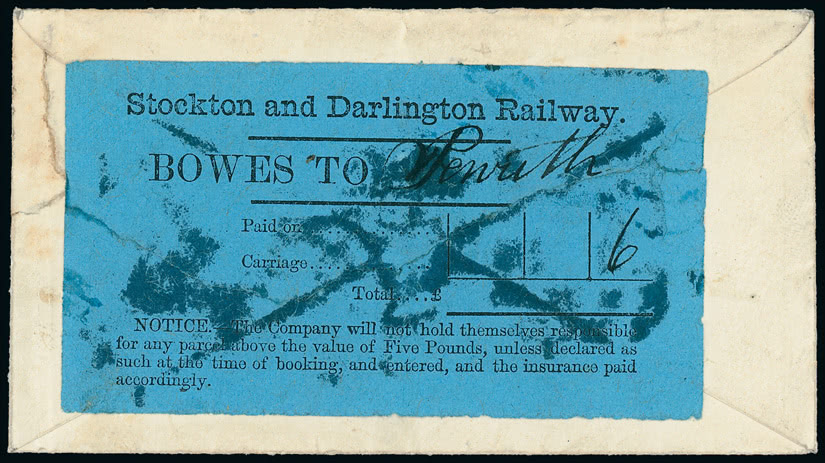 Stockton and Darlington Railway.
BOWES TO Penrith
Paid on....................
Carriage....................6
Total....£
NOTICE.—The Company will not hold themselves responsible
for any parcel above the value of Five Pounds, unless declared as
such at the time of booking, and entered, and the insurance paid
accordingly.